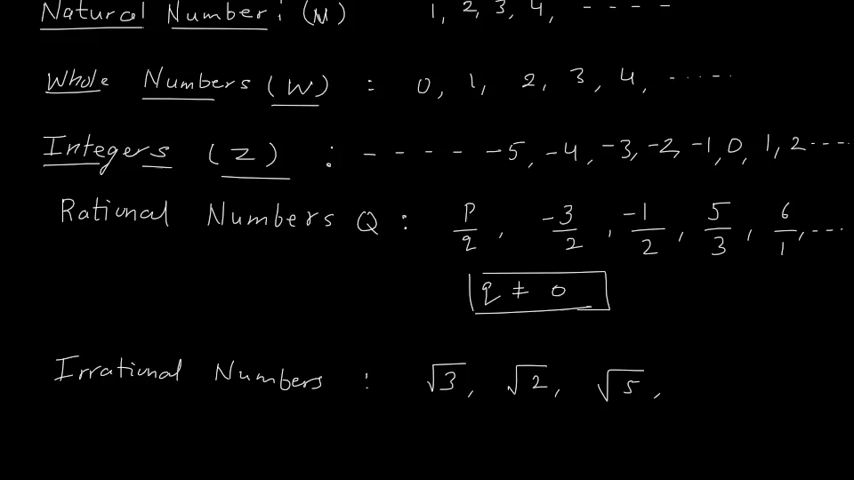 Natural Number : (N) 1, 2, 3, 4, - - - - -
Whole Numbers (W) : 0, 1, 2, 3, 4, ......
Integers (Z) : - - - - - -5, -4, -3, -2, -1, 0, 1, 2 - - - -
Rational Numbers Q : p/q, -3/2, -1/2, 5/3, 6/1, - - - -
q ≠ 0
Irrational Numbers : √3, √2, √5,